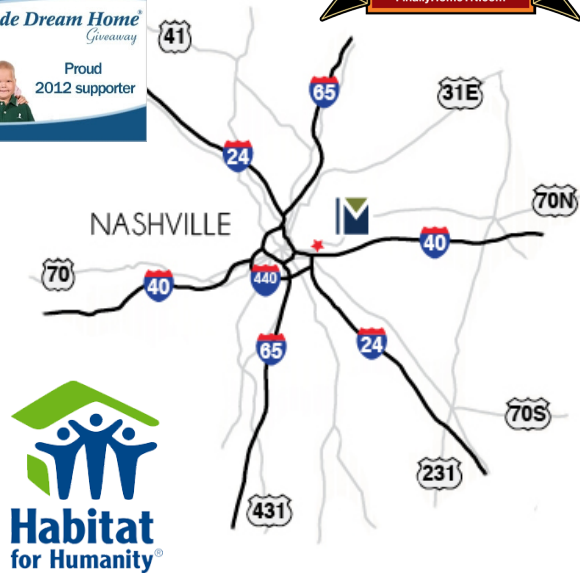 de Dream Home®
Giveaway
Proud
2012 supporter
41
65
31E
24
70N
NASHVILLE
40
70
40
440
65
24
70S
231
431
Habitat
for Humanity®